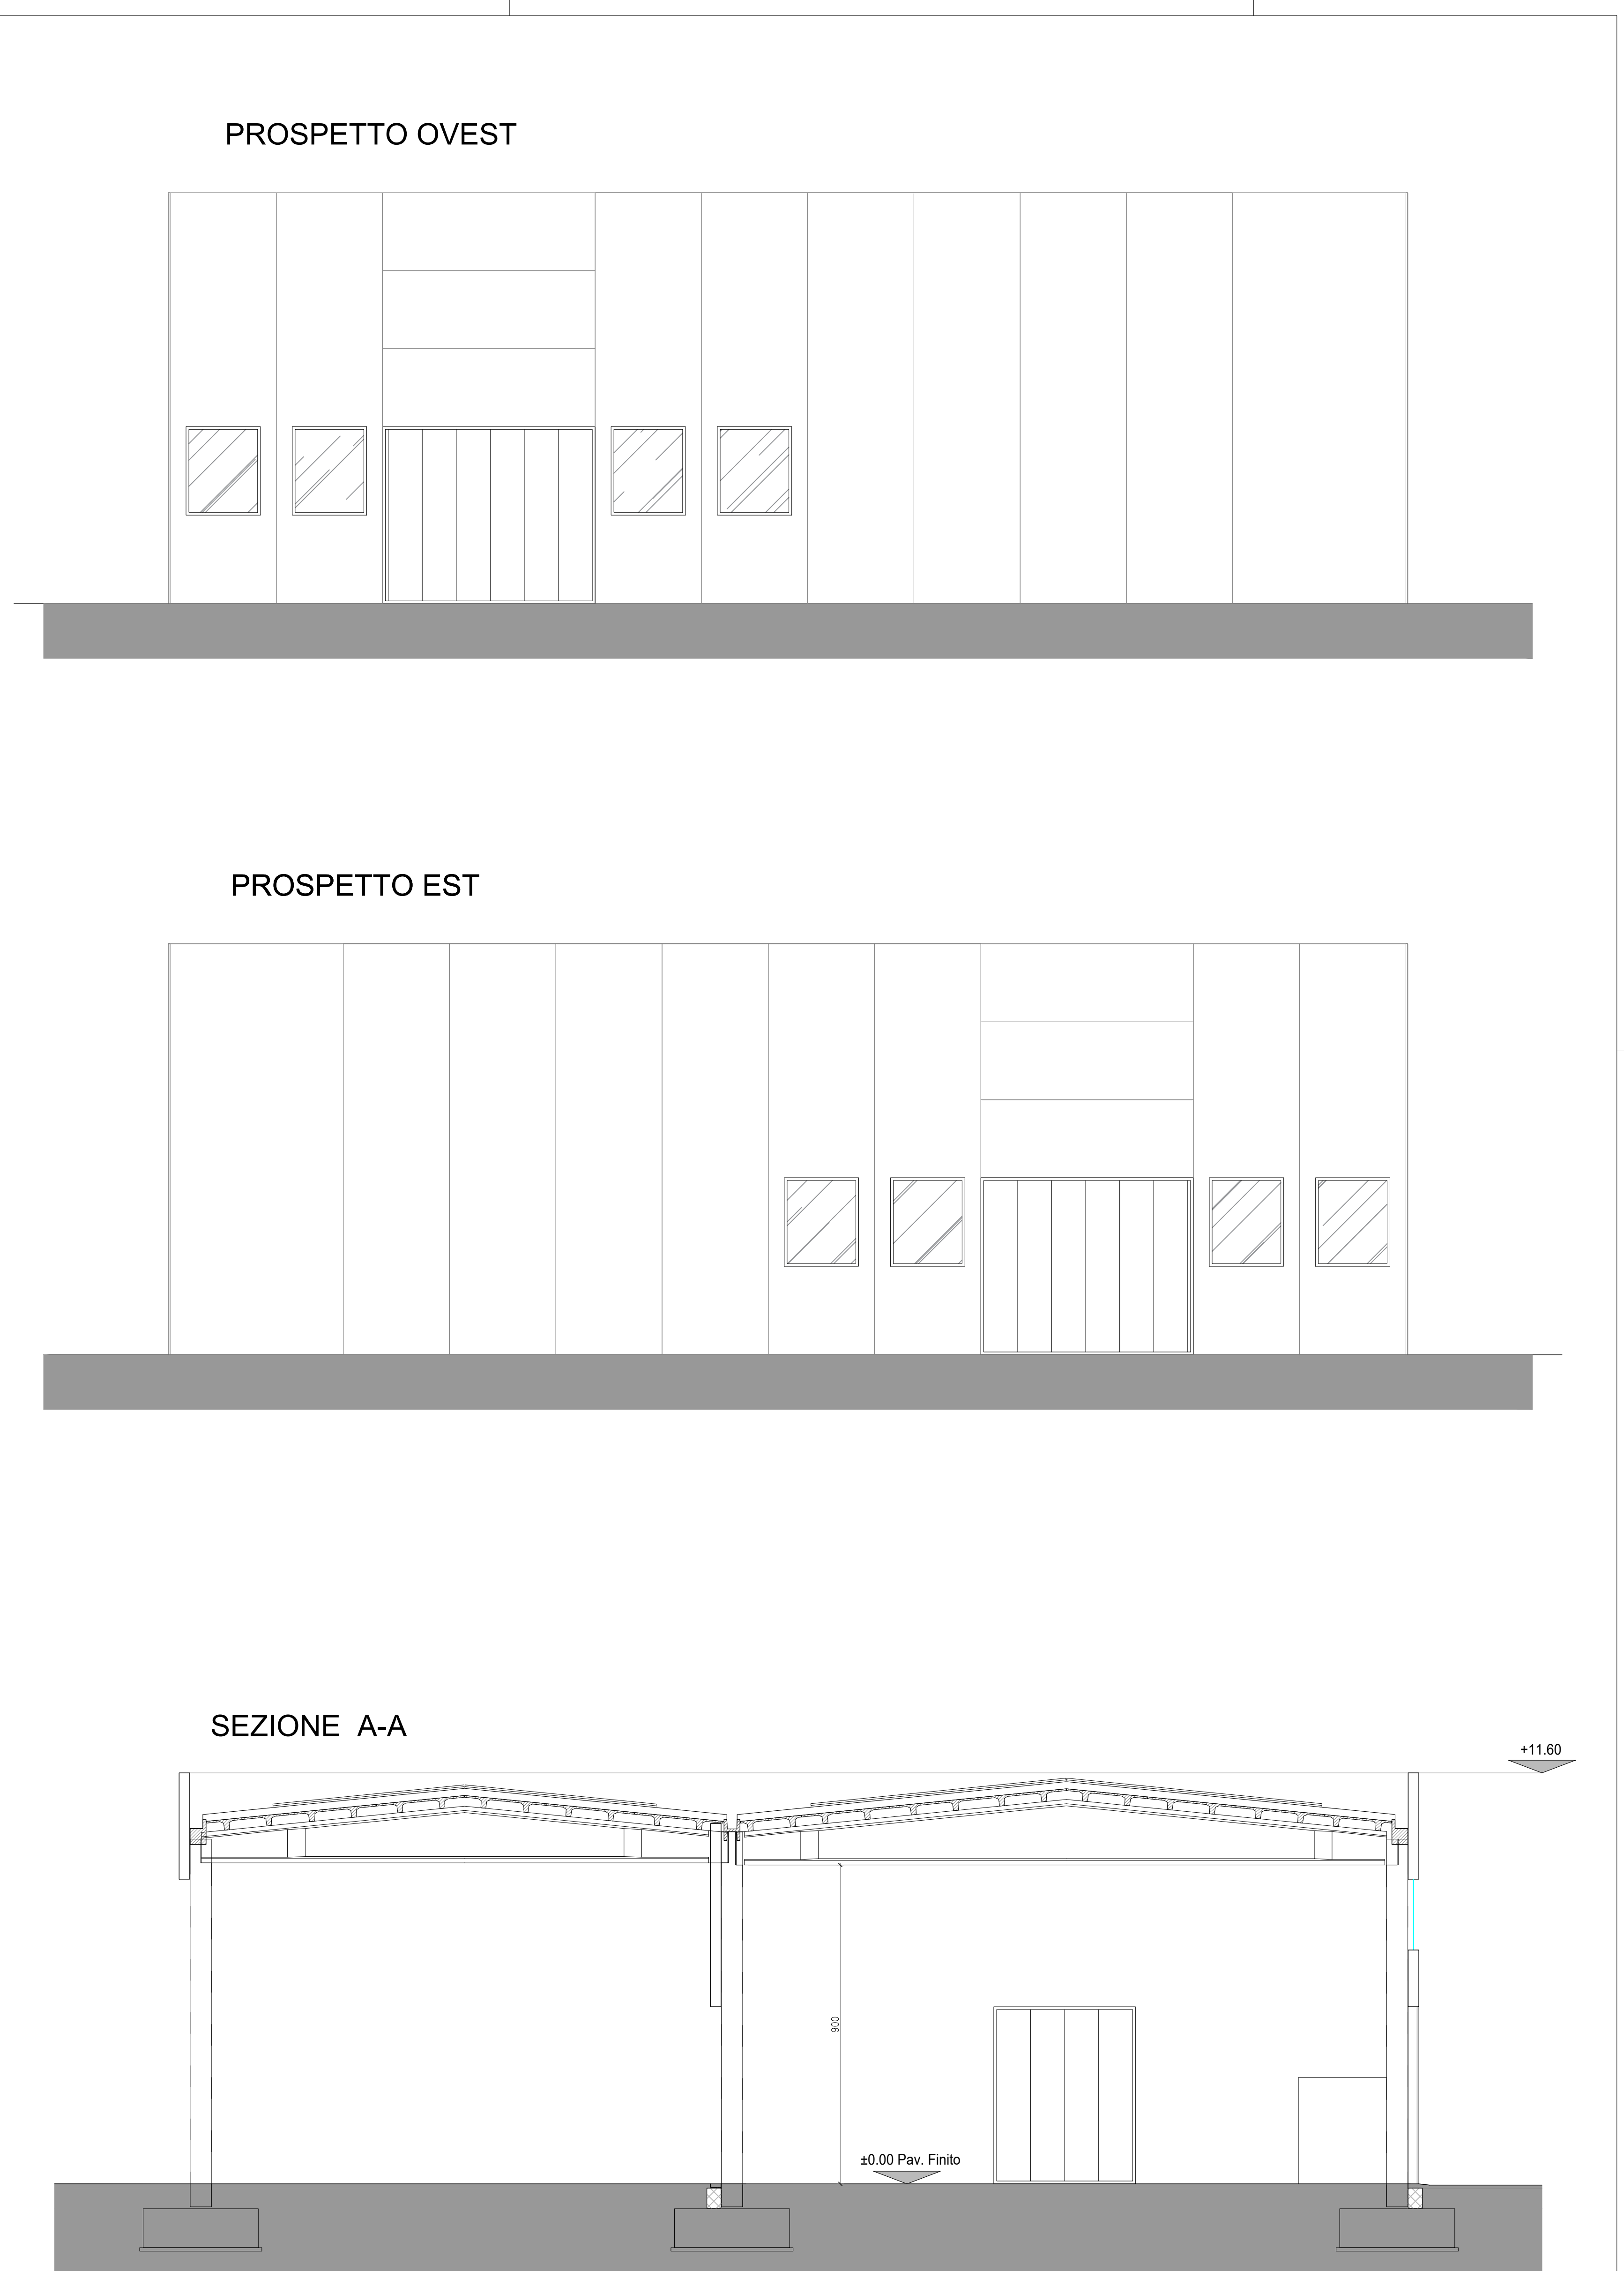 PROSPETTO OVEST
PROSPETTO EST
SEZIONE A-A
+11.60
900
±0.00 Pav. Finito